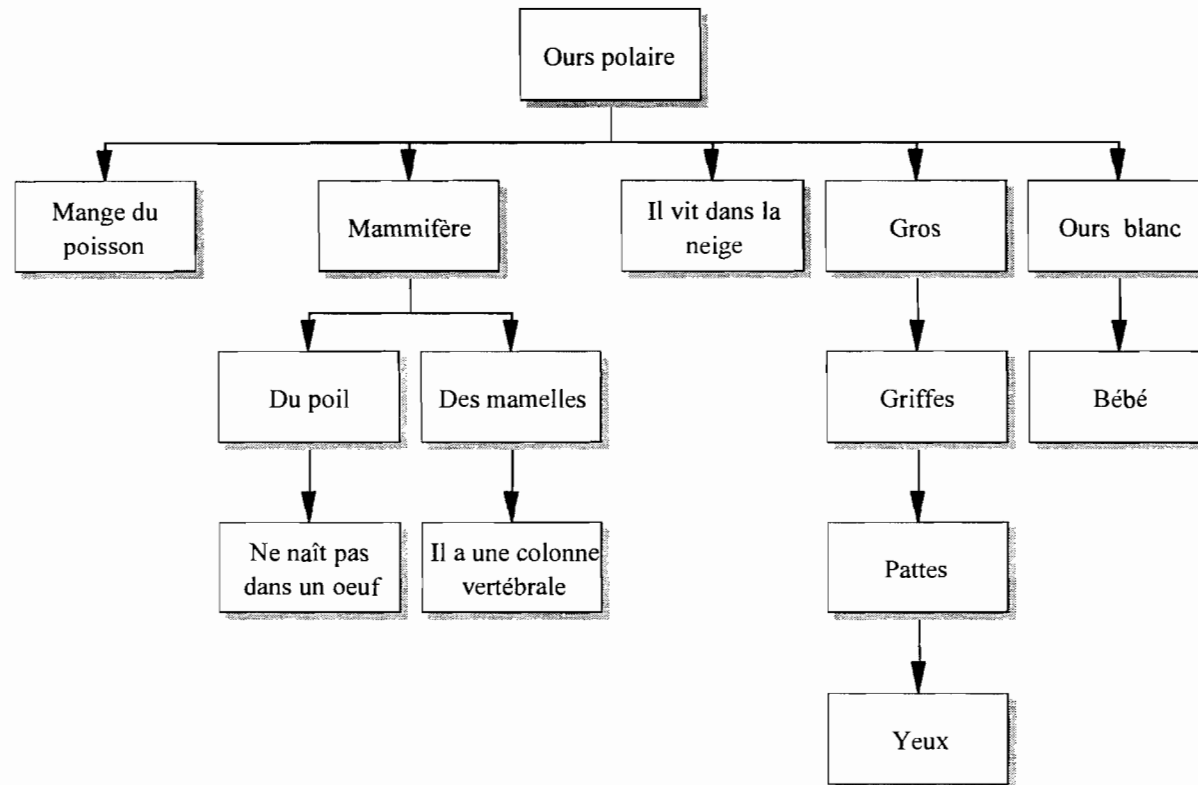 Ours polaire
Mange du
poisson
Mammifère
Il vit dans la
neige
Gros
Ours blanc
Du poil
Des mamelles
Griffes
Bébé
Ne naît pas
dans un oeuf
Il a une colonne
vertébrale
Pattes
Yeux